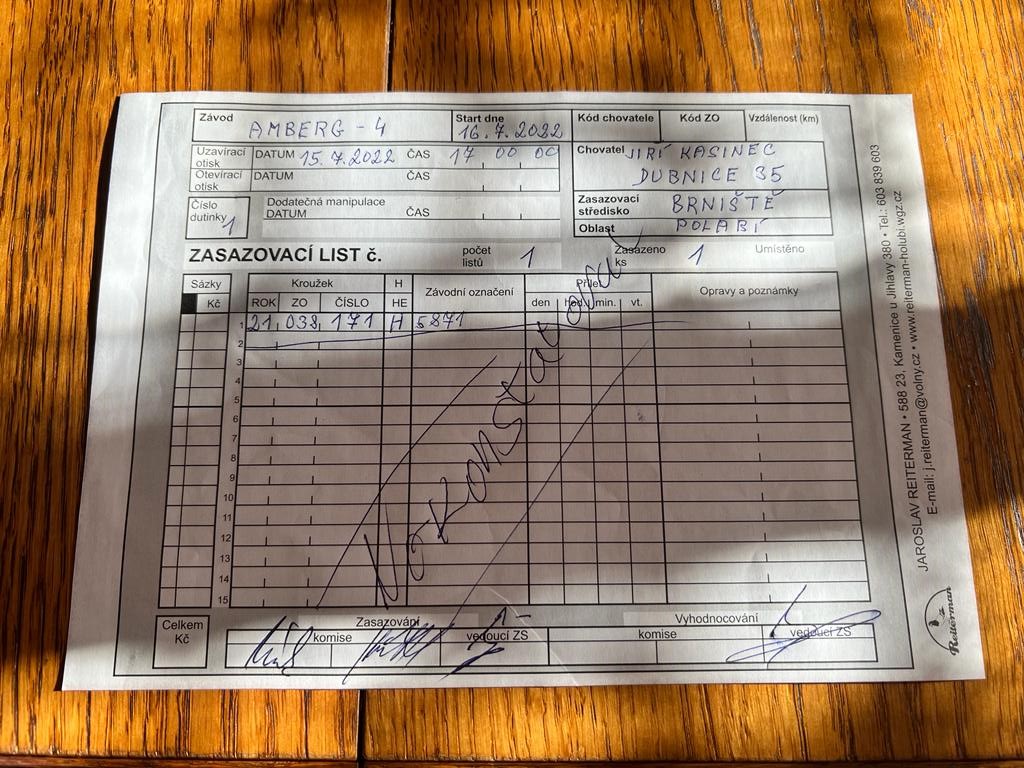 Závod AMBERG - 4 Start dne 16.7.2022 Kód chovatele Kód ZO Vzdálenost (km)
Uzavírací otisk DATUM 15.7.2022 ČAS 17 00 00
Otevírací otisk DATUM ČAS
Chovatel JIŘÍ KASINEC
DUBNICE 35
Číslo dutinky 1 Dodatečná manipulace
DATUM ČAS
Zasazovací středisko BRNIŠTĚ
Oblast POLABÍ
ZASAZOVACÍ LIST č. počet listů 1 Zasazeno ks 1 Umístěno
Sázky Kroužek H Závodní označení Přílet Opravy a poznámky
Kč ROK ZO ČÍSLO HE den hod. min. vt.
1 21 038 171 H 5871
2
3
4
5
6
7
8
9
10
11
12
13
14
15
Celkem Kč Zasazování Vyhodnocování
komise vedoucí ZS komise vedoucí ZS
JAROSLAV REITERMAN • 588 23, Kamenice u Jihlavy 380 • Tel.: 603 839 603
E-mail: j.reiterman@volny.cz • www.reiterman-holubi.wgz.cz
Reiterman